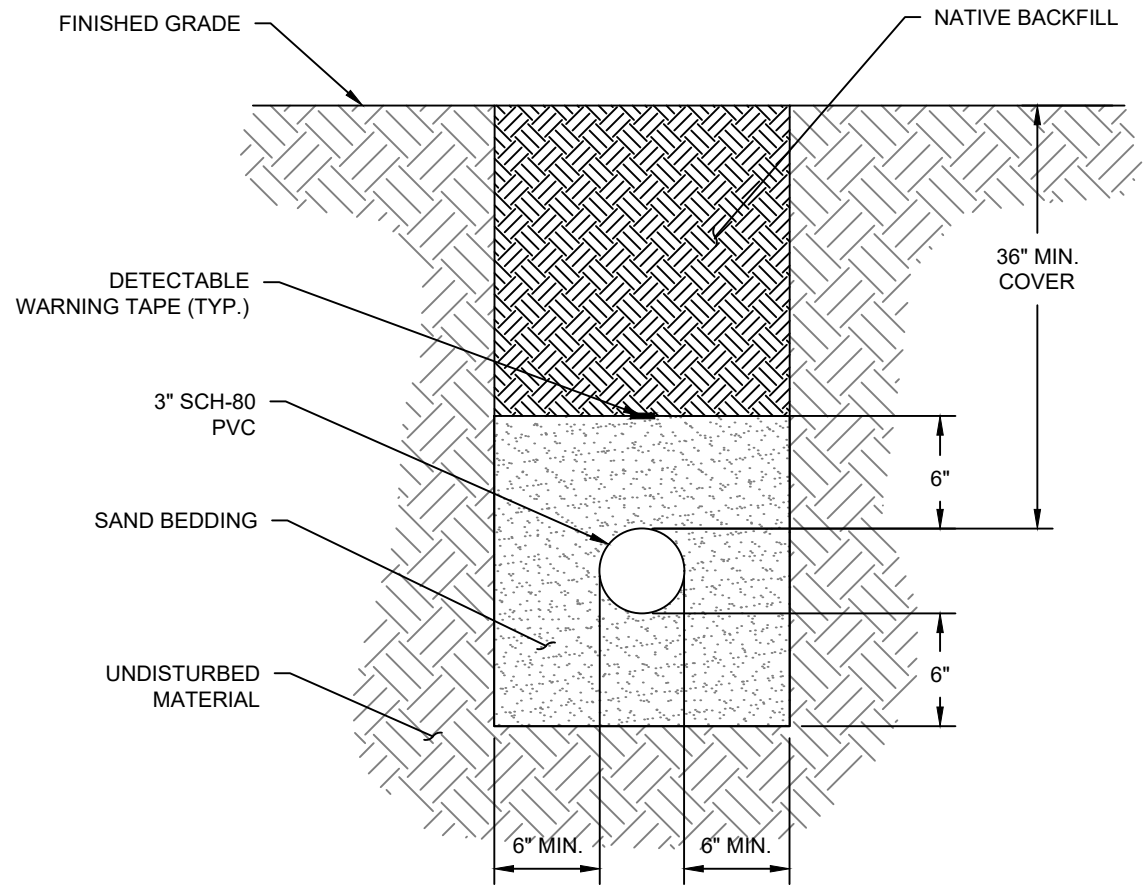 FINISHED GRADE
NATIVE BACKFILL
36" MIN.
COVER
DETECTABLE
WARNING TAPE (TYP.)
3" SCH-80
PVC
6"
SAND BEDDING
UNDISTURBED
MATERIAL
6"
6" MIN.
6" MIN.